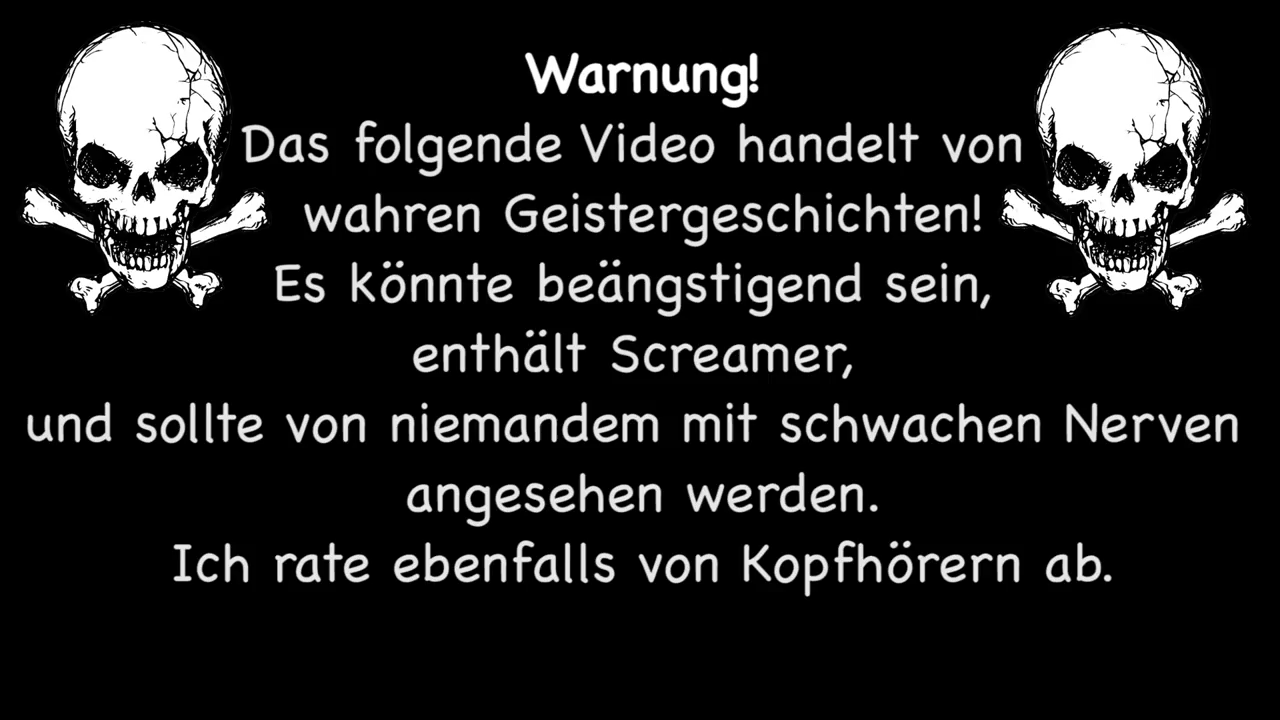 Warnung!
Das folgende Video handelt von
wahren Geistergeschichten!
Es könnte beängstigend sein,
enthält Screamer,
und sollte von niemandem mit schwachen Nerven
angesehen werden.
Ich rate ebenfalls von Kopfhörern ab.